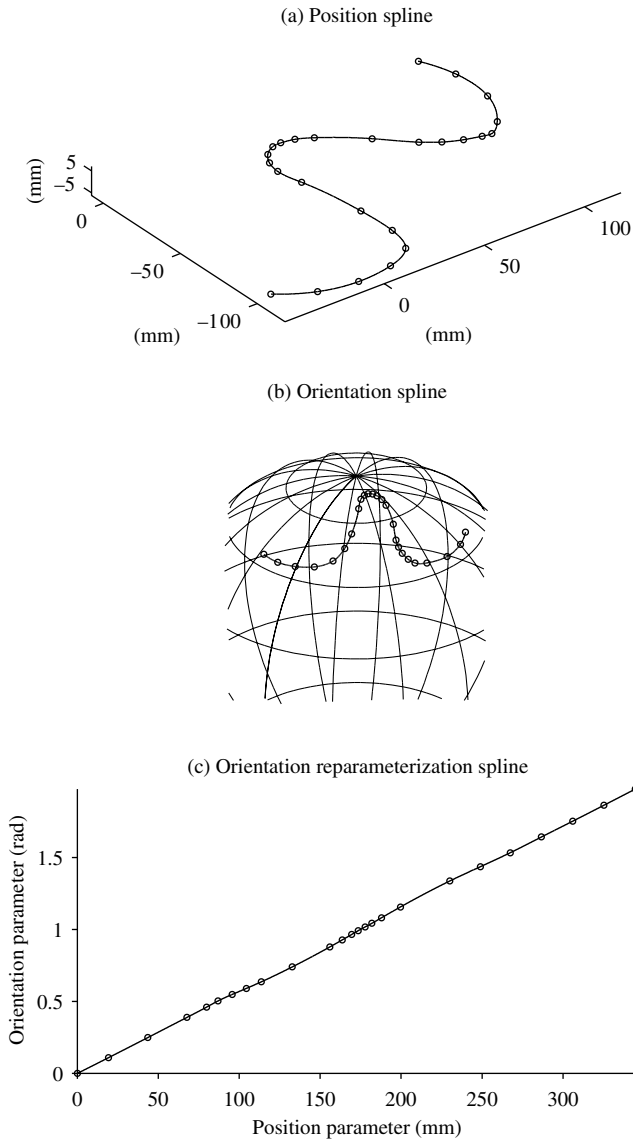 (a) Position spline
5
−5
(mm)
0
−50
−100
(mm)
0
50
100
(mm)
(b) Orientation spline
(c) Orientation reparameterization spline
1.5
1
0.5
0
Orientation parameter (rad)
0
50
100
150
200
250
300
Position parameter (mm)